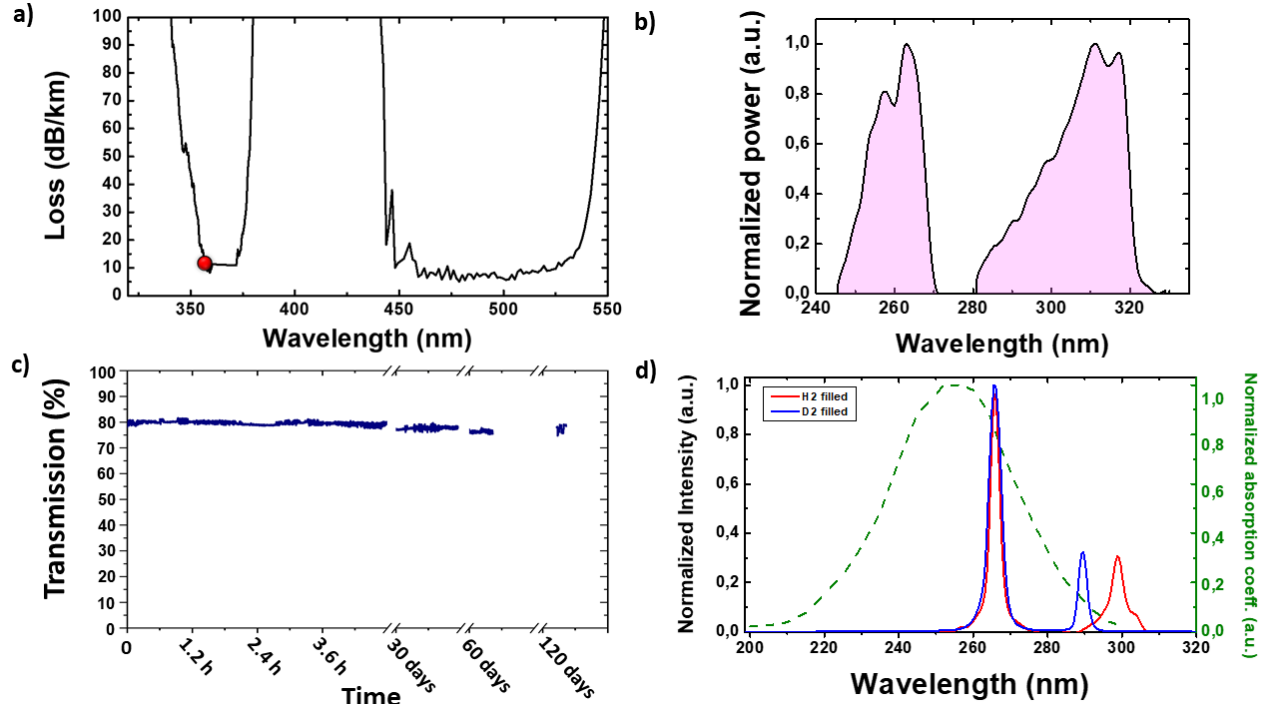 a)
100
90
80
70
60
50
40
30
20
10
0
Loss (dB/km)
350
400
450
500
550
Wavelength (nm)
b)
1,0
0,8
0,6
0,4
0,2
0,0
Normalized power (a.u.)
240
260
280
300
320
Wavelength (nm)
c)
100
90
80
70
60
50
40
30
20
10
0
Transmission (%)
0
1.2 h
2.4 h
3.6 h
30 days
60 days
120 days
Time
d)
1,0
0,8
0,6
0,4
0,2
0,0
Normalized Intensity (a.u.)
H2 filled
D2 filled
1,0
0,8
0,6
0,4
0,2
0,0
Normalized absorption coeff. (a.u.)
200
220
240
260
280
300
320
Wavelength (nm)